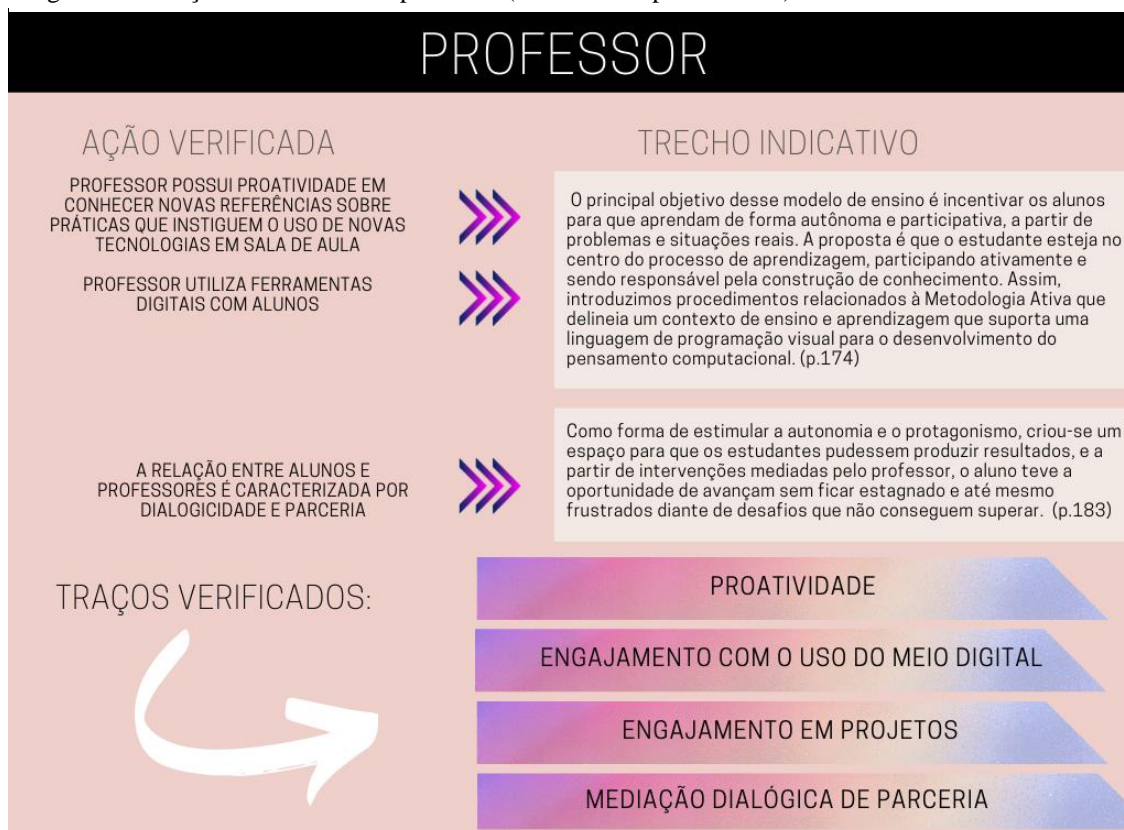 PROFESSOR
AÇÃO VERIFICADA
PROFESSOR POSSUI PROATIVIDADE EM
CONHECER NOVAS REFERÊNCIAS SOBRE
PRÁTICAS QUE INSTIGUEM O USO DE NOVAS
TECNOLOGIAS EM SALA DE AULA
PROFESSOR UTILIZA FERRAMENTAS
DIGITAIS COM ALUNOS
A RELAÇÃO ENTRE ALUNOS E
PROFESSORES É CARACTERIZADA POR
DIALOGICIDADE E PARCERIA
TRECHO INDICATIVO
O principal objetivo desse modelo de ensino é incentivar os alunos
para que aprendam de forma autônoma e participativa, a partir de
problemas e situações reais. A proposta é que o estudante esteja no
centro do processo de aprendizagem, participando ativamente e
sendo responsável pela construção de conhecimento. Assim,
introduzimos procedimentos relacionados à Metodologia Ativa que
delineia um contexto de ensino e aprendizagem que suporta uma
linguagem de programação visual para o desenvolvimento do
pensamento computacional. (p.174)
Como forma de estimular a autonomia e o protagonismo, criou-se um
espaço para que os estudantes pudessem produzir resultados, e a
partir de intervenções mediadas pelo professor, o aluno teve a
oportunidade de avançam sem ficar estagnado e até mesmo
frustrados diante de desafios que não conseguem superar. (p.183)
TRAÇOS VERIFICADOS:
PROATIVIDADE
ENGAJAMENTO COM O USO DO MEIO DIGITAL
ENGAJAMENTO EM PROJETOS
MEDIAÇÃO DIALÓGICA DE PARCERIA